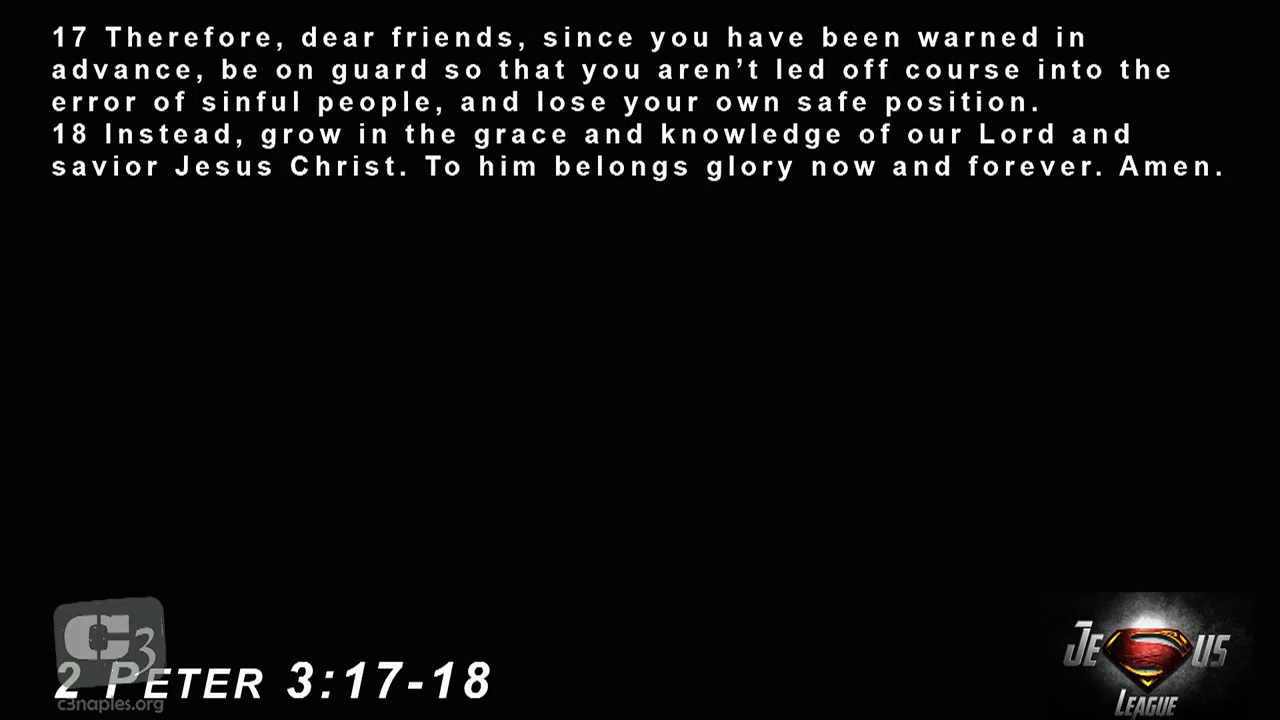 17 Therefore, dear friends, since you have been warned in
advance, be on guard so that you aren’t led off course into the
error of sinful people, and lose your own safe position.
18 Instead, grow in the grace and knowledge of our Lord and
savior Jesus Christ. To him belongs glory now and forever. Amen.
C3
2 PETER 3:17-18
c3naples.org
JESUS
LEAGUE